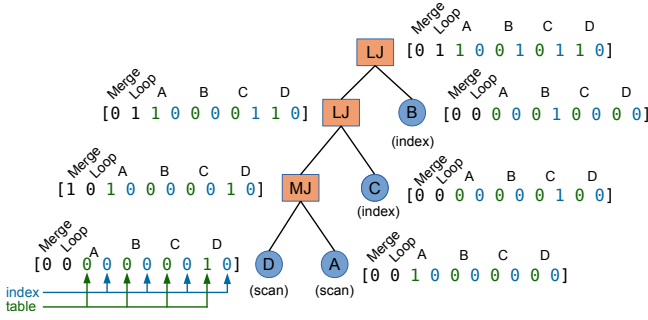 Merge Loop A B C D
LJ [0 1 1 0 0 1 0 1 1 0]
Merge Loop A B C D
[0 1 1 0 0 0 0 1 1 0] LJ B
(index)
Merge Loop A B C D
[0 0 0 0 0 1 0 0 0 0]
Merge Loop A B C D
[1 0 1 0 0 0 0 0 1 0] MJ C
(index)
Merge Loop A B C D
[0 0 0 0 0 0 0 1 0 0]
Merge Loop A B C D
[0 0 0 0 0 0 0 0 1 0] D A
(scan) (scan)
Merge Loop A B C D
[0 0 1 0 0 0 0 0 0 0]
index
table